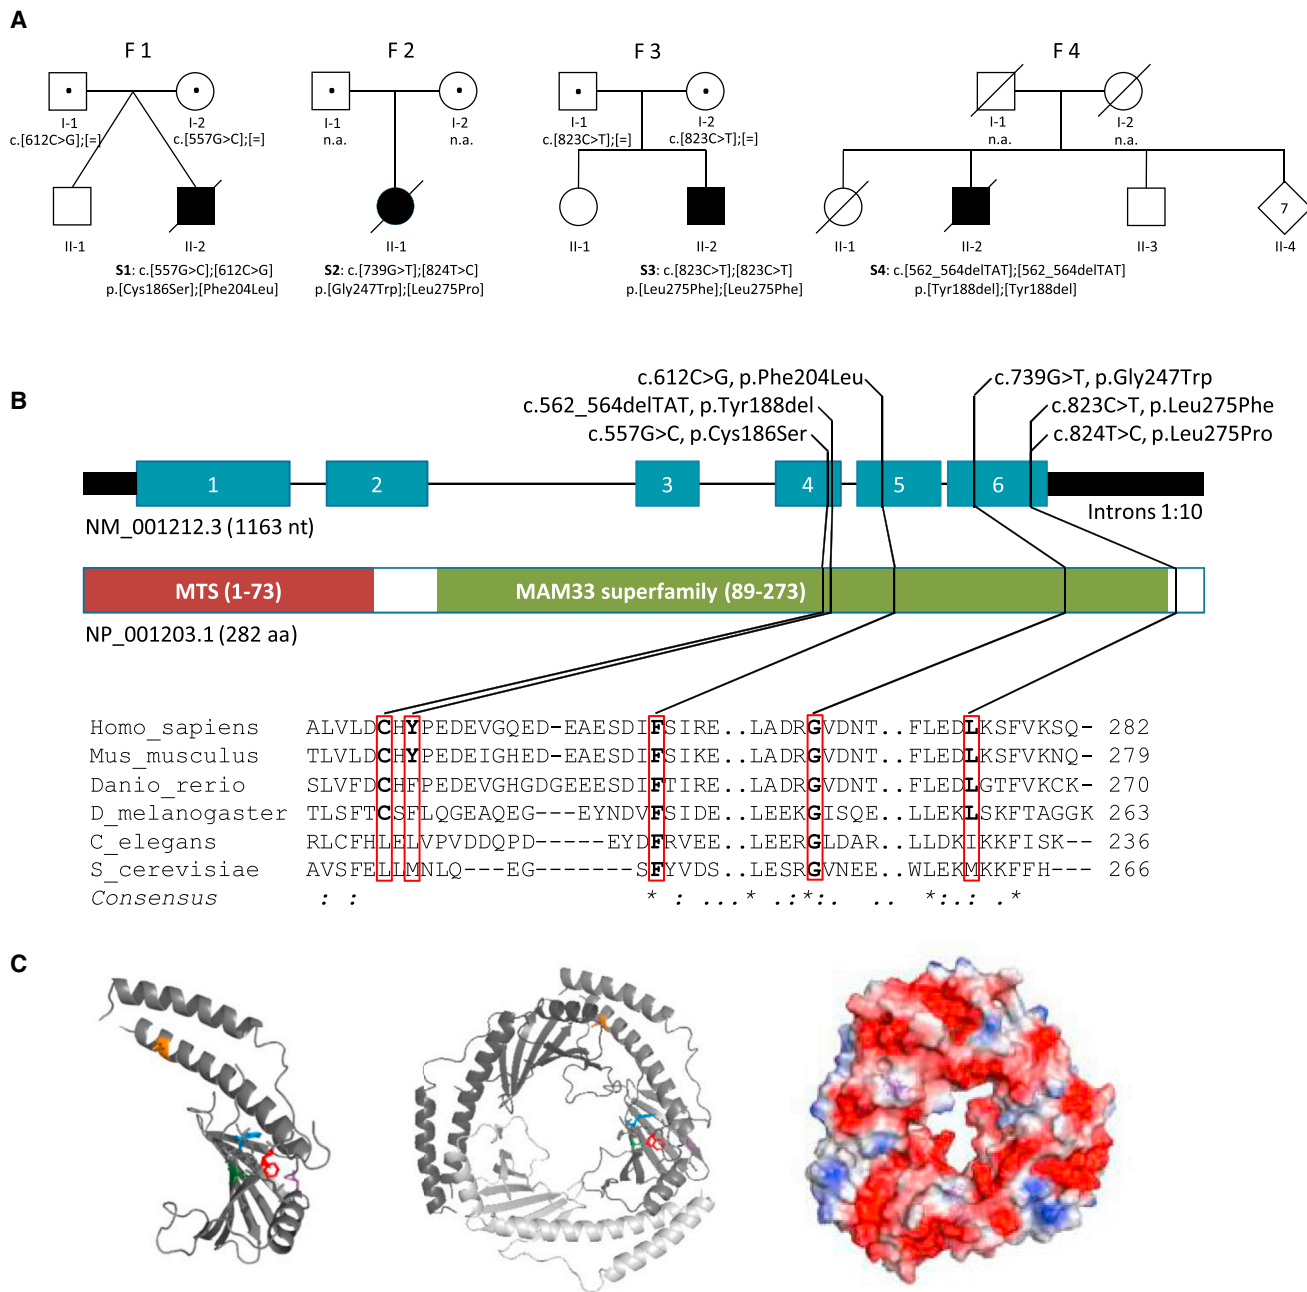 A
F 1
F 2
F 3
F 4
I-1
I-2
I-1
I-2
I-1
I-2
I-1
I-2
c.[612C>G];[=]
c.[557G>C];[=]
n.a.
n.a.
c.[823C>T];[=]
c.[823C>T];[=]
n.a.
n.a.
7
II-1
II-2
II-1
II-1
II-2
II-1
II-2
II-3
II-4
S1: c.[557G>C];[612C>G]
p.[Cys186Ser];[Phe204Leu]
S2: c.[739G>T];[824T>C]
p.[Gly247Trp];[Leu275Pro]
S3: c.[823C>T];[823C>T]
p.[Leu275Phe];[Leu275Phe]
S4: c.[562_564delTAT];[562_564delTAT]
p.[Tyr188del];[Tyr188del]
B
c.612C>G, p.Phe204Leu
c.562_564delTAT, p.Tyr188del
c.557G>C, p.Cys186Ser
c.739G>T, p.Gly247Trp
c.823C>T, p.Leu275Phe
c.824T>C, p.Leu275Pro
1 2 3 4 5 6
NM_001212.3 (1163 nt)
Introns 1:10
MTS (1-73)
MAM33 superfamily (89-273)
NP_001203.1 (282 aa)
Homo_sapiens ALVLDCHYPEDEVGQED-EAESDIFSIRE..LADRGVDNT..FLEDLKSFVKSQ- 282
Mus_musculus TLVLDCHYPEDEIGHED-EAESDIFSIKE..LADRGVDNT..FLEDLKSFVKNQ- 279
Danio_rerio SLVFDCHFPEDEVGHGDGEEESDIFTIRE..LADRGVDNT..FLEDLGTFVKCK- 270
D_melanogaster TLSFTCSFLQGEAQEG---EYNDVFSIDE..LEEKGISQE..LLEKLSKFTAGGK 263
C_elegans RLCFHLELVPVDDQPD-----EYDFRVEE..LEERGLDAR..LLDKIKKFISK-- 236
S_cerevisiae AVSFELLMNLQ---EG-------SFYVDS..LESRGVNEE..WLEKMKKFFH--- 266
Consensus : : * : ...* .:*:. .. *:.: .*
C